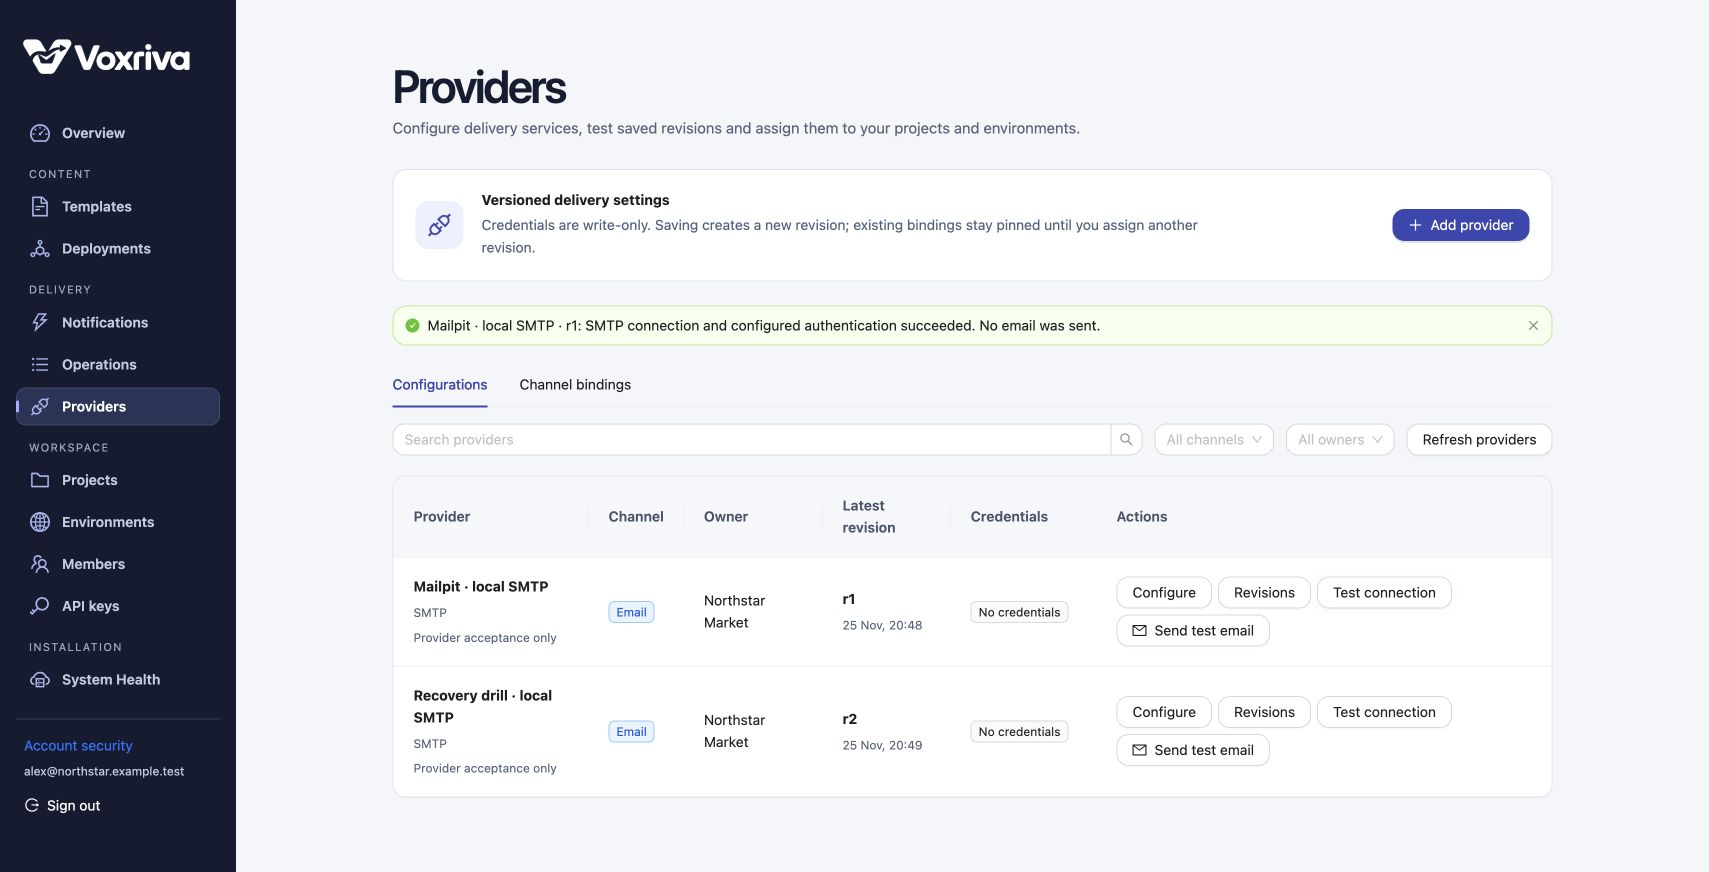 Voxriva
Overview
CONTENT
Templates
Deployments
DELIVERY
Notifications
Operations
Providers
WORKSPACE
Projects
Environments
Members
API keys
INSTALLATION
System Health
Account security
alex@northstar.example.test
Sign out
Providers
Configure delivery services, test saved revisions and assign them to your projects and environments.
Versioned delivery settings
Credentials are write-only. Saving creates a new revision; existing bindings stay pinned until you assign another
revision.
Add provider
Mailpit · local SMTP · r1: SMTP connection and configured authentication succeeded. No email was sent.
Configurations
Channel bindings
Search providers
All channels
All owners
Refresh providers
Provider
Channel
Owner
Latest
revision
Credentials
Actions
Mailpit · local SMTP
SMTP
Provider acceptance only
Email
Northstar
Market
r1
25 Nov, 20:48
No credentials
Configure
Revisions
Test connection
Send test email
Recovery drill · local
SMTP
SMTP
Provider acceptance only
Email
Northstar
Market
r2
25 Nov, 20:49
No credentials
Configure
Revisions
Test connection
Send test email